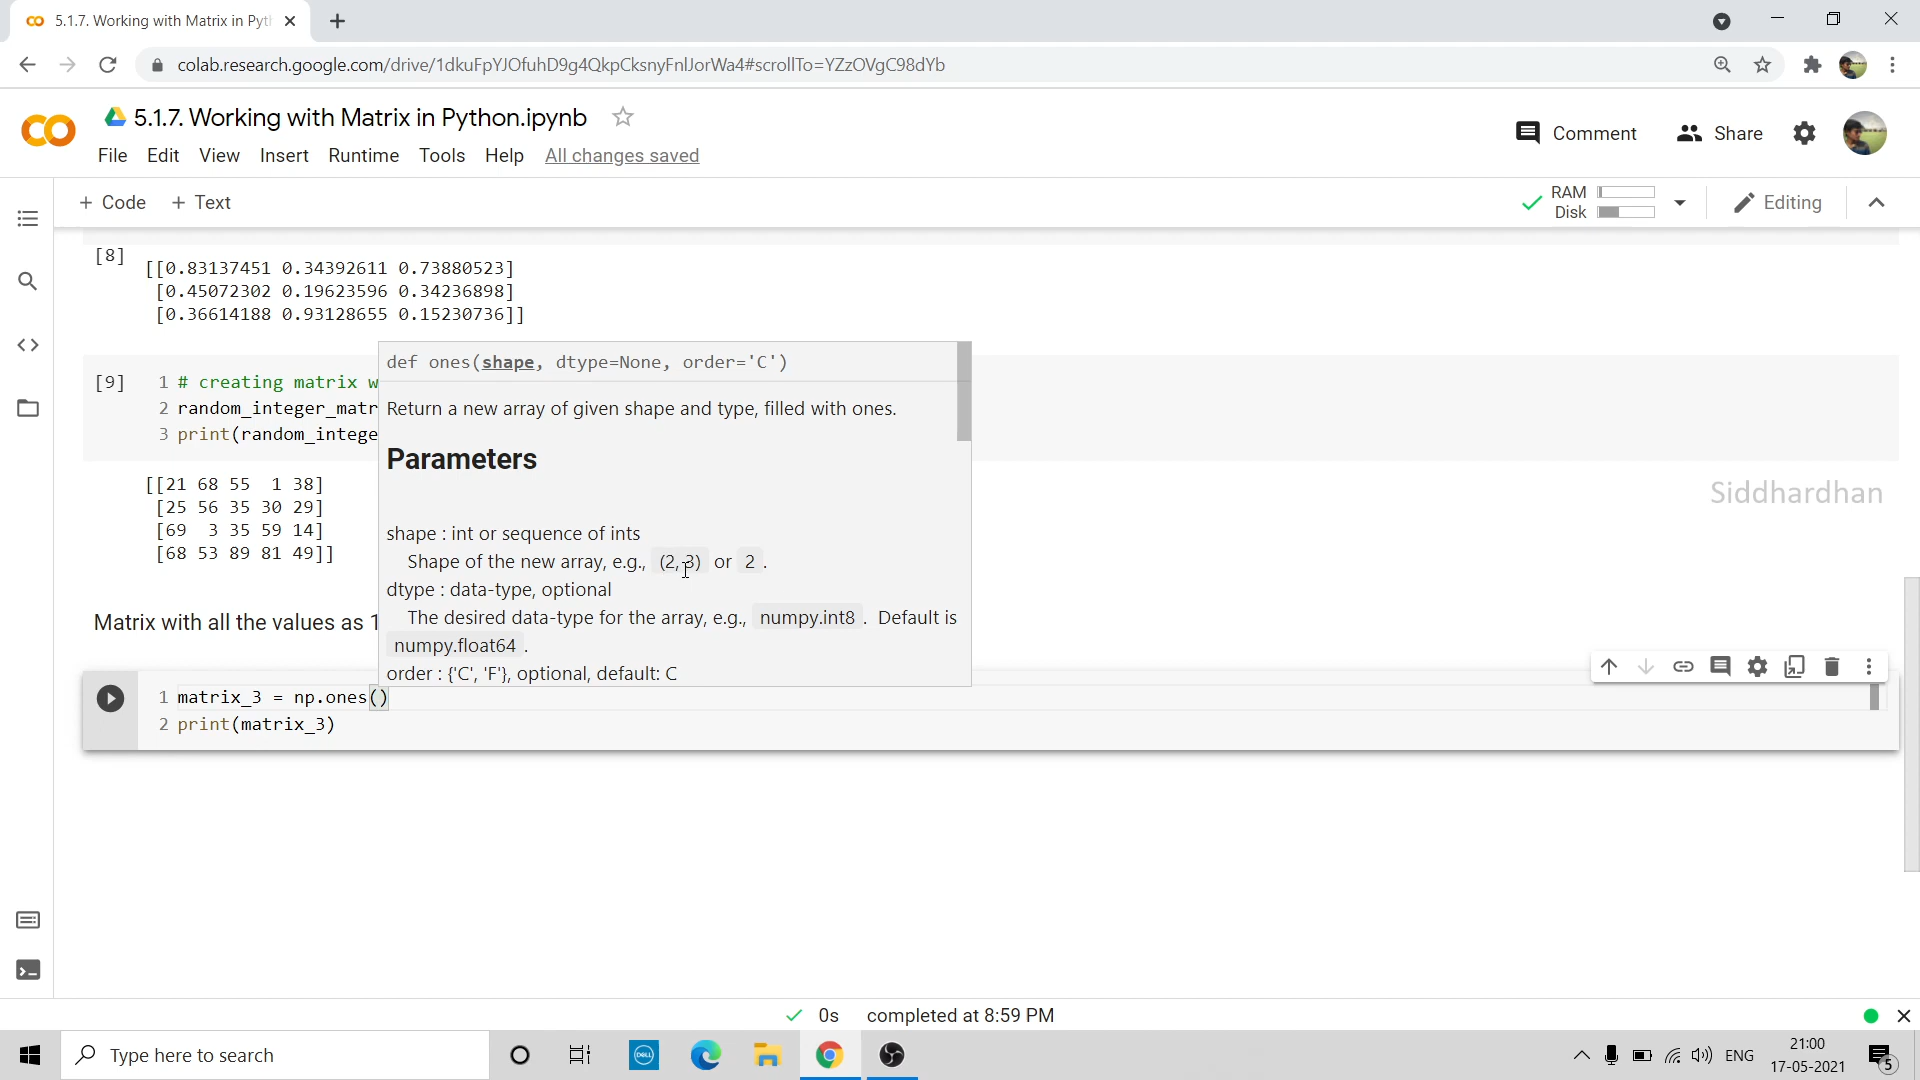 5.1.7. Working with Matrix in Pyth
colab.research.google.com/drive/1dkuFpYJOfuhD9g4QkpCksnyFnlJorWa4#scrollTo=YZzOVgC98dYb
5.1.7. Working with Matrix in Python.ipynb
Comment
Share
File Edit View Insert Runtime Tools Help All changes saved
+ Code + Text
RAM
Disk
Editing
[8]
[[0.83137451 0.34392611 0.73880523]
[0.45072302 0.19623596 0.34236898]
[0.36614188 0.93128655 0.15230736]]
[9]
1 # creating matrix w
2 random_integer_matr
3 print(random_intege
def ones(shape, dtype=None, order='C')
Return a new array of given shape and type, filled with ones.
Parameters
shape : int or sequence of ints
Shape of the new array, e.g., (2, 3) or 2 .
dtype : data-type, optional
The desired data-type for the array, e.g., numpy.int8 . Default is
numpy.float64 .
order : {'C', 'F'}, optional, default: C
[[21 68 55 1 38]
[25 56 35 30 29]
[69 3 35 59 14]
[68 53 89 81 49]]
Siddhardhan
Matrix with all the values as 1
1 matrix_3 = np.ones()
2 print(matrix_3)
0s completed at 8:59 PM
Type here to search
DELL
ENG
21:00
17-05-2021
5